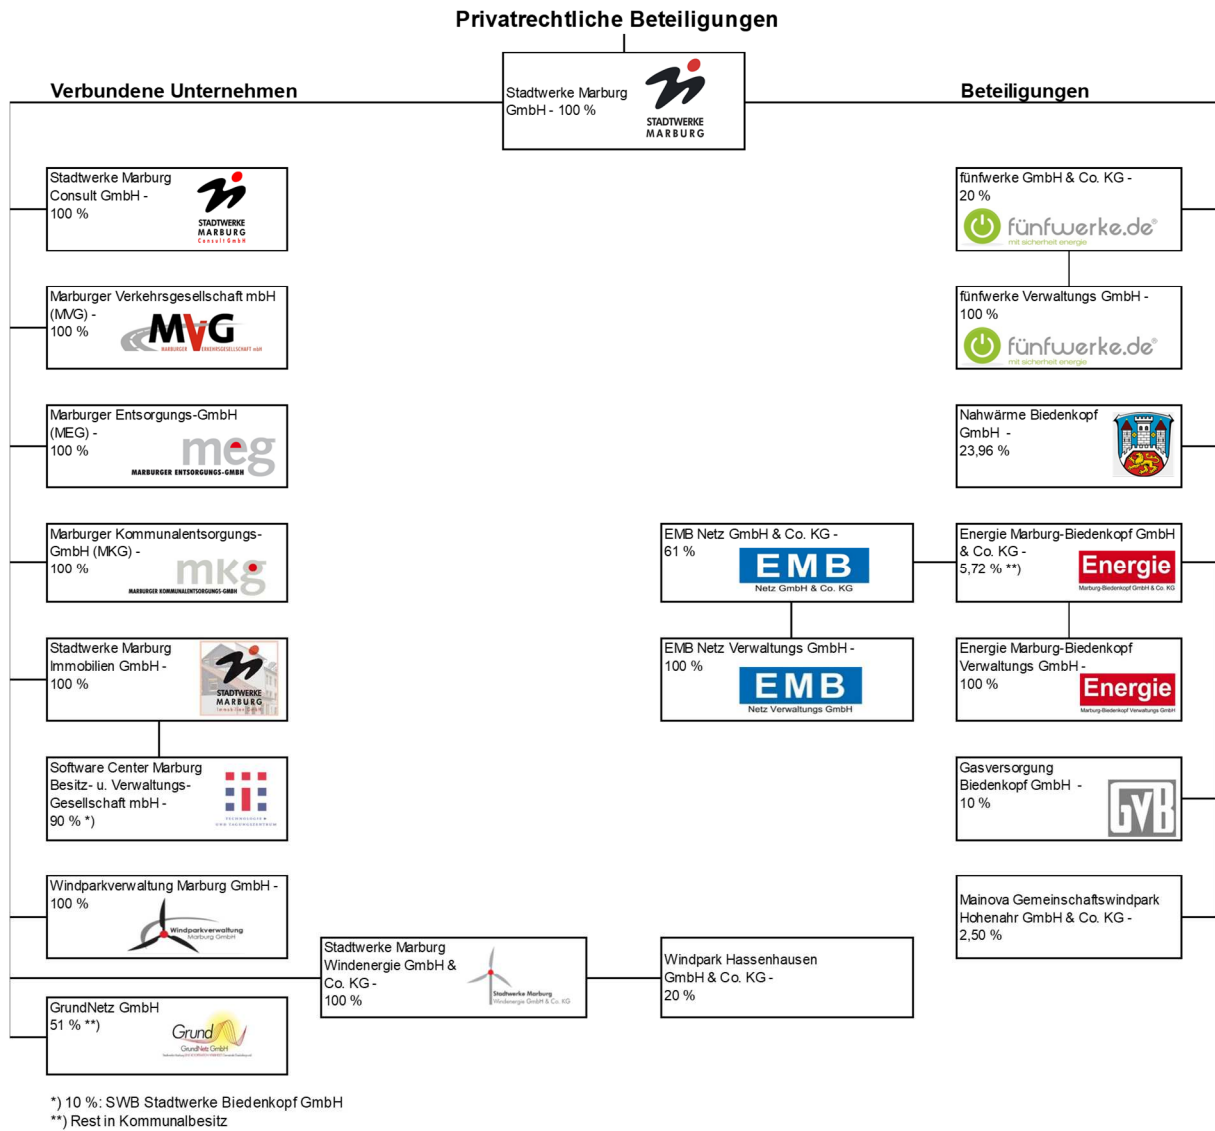 Privatrechtliche Beteiligungen
Verbundene Unternehmen
Stadtwerke Marburg
GmbH - 100 %
STADTWERKE
MARBURG
Beteiligungen
Stadtwerke Marburg
Consult GmbH -
100 %
STADTWERKE
MARBURG
Consult GmbH
fünfwerke GmbH & Co. KG -
20 %
fünfwerke.de®
mit sicherheit energie
Marburger Verkehrsgesellschaft mbH
(MVG) -
100 %
MVG
MARBURGER VERKEHRSGESELLSCHAFT mbH
fünfwerke Verwaltungs GmbH -
100 %
fünfwerke.de®
mit sicherheit energie
Marburger Entsorgungs-GmbH
(MEG) -
100 %
meg
MARBURGER ENTSORGUNGS-GMBH
Nahwärme Biedenkopf
GmbH -
23,96 %
Marburger Kommunalentsorgungs-
GmbH (MKG) -
100 %
mkg
MARBURGER KOMMUNALENTSORGUNGS-GMBH
EMB Netz GmbH & Co. KG -
61 %
EMB
Netz GmbH & Co. KG
Energie Marburg-Biedenkopf GmbH
& Co. KG -
5,72 % **)
Energie
Marburg-Biedenkopf GmbH & Co. KG
Stadtwerke Marburg
Immobilien GmbH -
100 %
STADTWERKE
MARBURG
Immobilien GmbH
EMB Netz Verwaltungs GmbH -
100 %
EMB
Netz Verwaltungs GmbH
Energie Marburg-Biedenkopf
Verwaltungs GmbH -
100 %
Energie
Marburg-Biedenkopf Verwaltungs GmbH
Software Center Marburg
Besitz- u. Verwaltungs-
Gesellschaft mbH -
90 % *)
TECHNOLOGIE-
UND TAGUNGSZENTRUM
Gasversorgung
Biedenkopf GmbH -
10 %
GVB
Windparkverwaltung Marburg GmbH -
100 %
Windparkverwaltung
Marburg GmbH
Mainova Gemeinschaftswindpark
Hohenahr GmbH & Co. KG -
2,50 %
Stadtwerke Marburg
Windenergie GmbH &
Co. KG -
100 %
Stadtwerke Marburg
Windenergie GmbH & Co. KG
Windpark Hassenhausen
GmbH & Co. KG -
20 %
GrundNetz GmbH
51 % **)
Grund
GrundNetz GmbH
*) 10 %: SWB Stadtwerke Biedenkopf GmbH
**) Rest in Kommunalbesitz